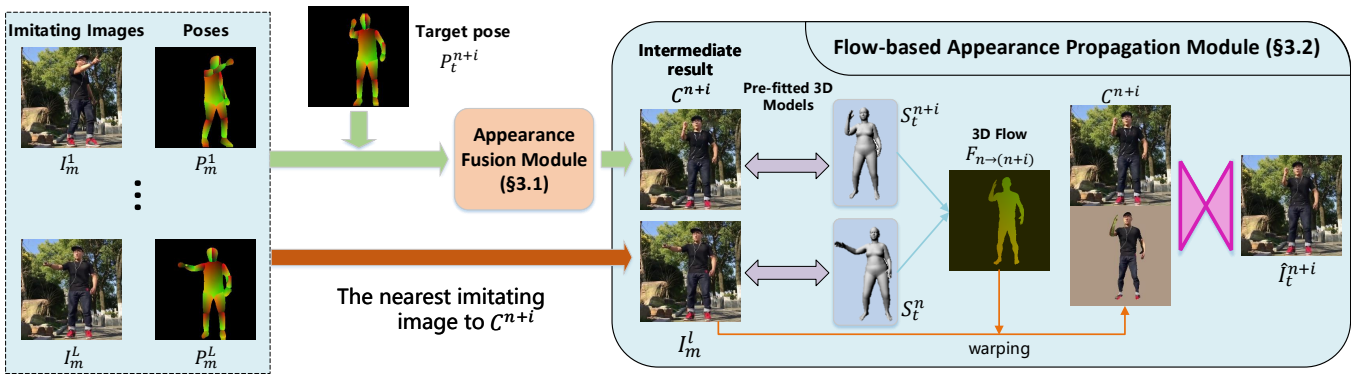 Imitating Images
Poses
$I_m^1$
$P_m^1$
$I_m^L$
$P_m^L$
Target pose
$P_t^{n+i}$
Appearance
Fusion Module
(§3.1)
The nearest imitating
image to $C^{n+i}$
Flow-based Appearance Propagation Module (§3.2)
Intermediate
result
$C^{n+i}$
Pre-fitted 3D
Models
$S_t^{n+i}$
3D Flow
$F_{n→(n+i)}$
$C^{n+i}$
$S_t^n$
$I_m^l$
warping
$\hat{I}_t^{n+i}$